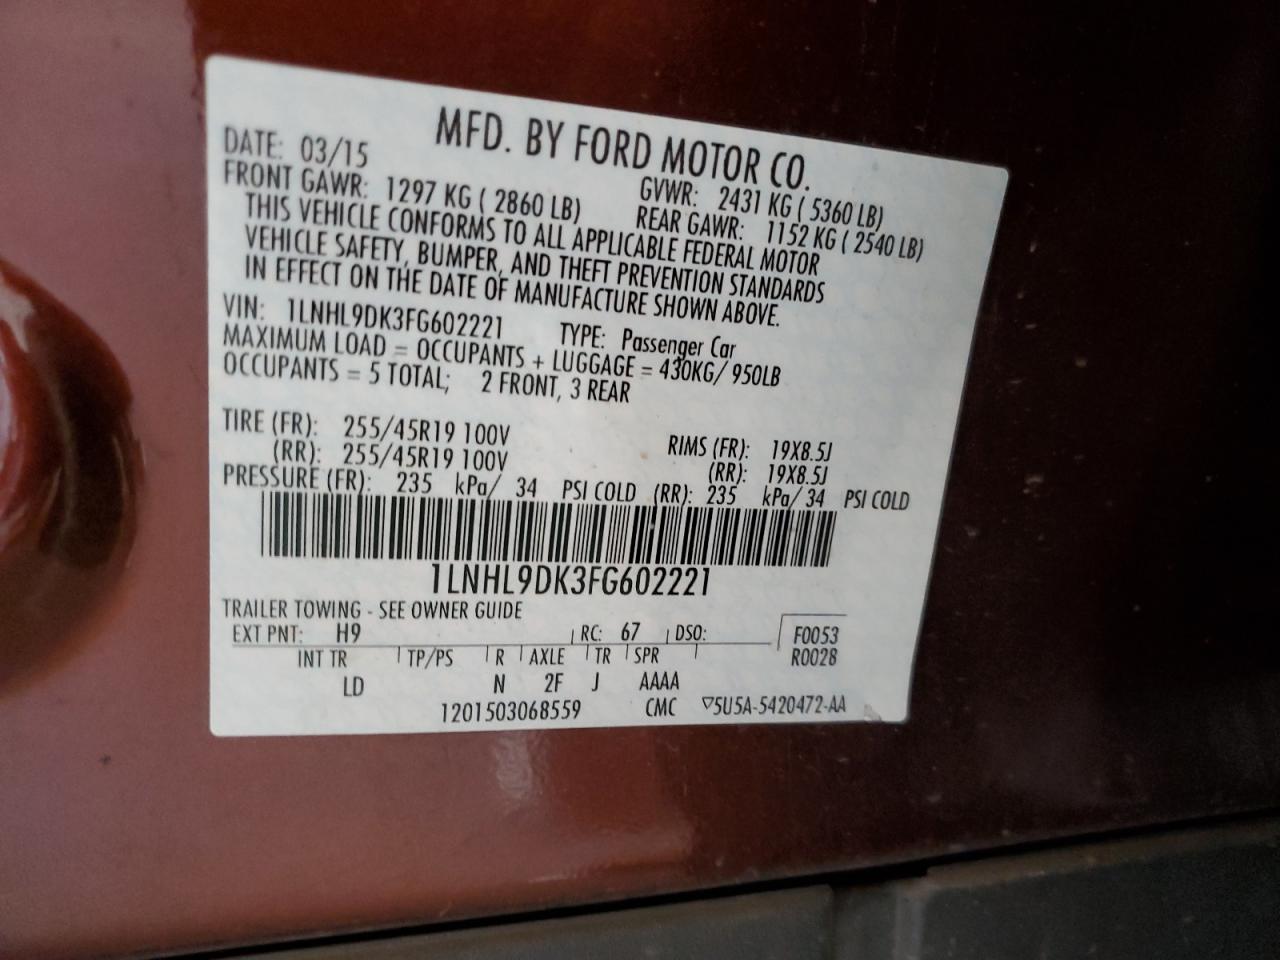 MFD. BY FORD MOTOR CO.
DATE: 03/15 GVWR: 2431 KG ( 5360 LB)
FRONT GAWR: 1297 KG ( 2860 LB) REAR GAWR: 1152 KG ( 2540 LB)
THIS VEHICLE CONFORMS TO ALL APPLICABLE FEDERAL MOTOR
VEHICLE SAFETY, BUMPER, AND THEFT PREVENTION STANDARDS
IN EFFECT ON THE DATE OF MANUFACTURE SHOWN ABOVE.
VIN: 1LNHL9DK3FG602221 TYPE: Passenger Car
MAXIMUM LOAD = OCCUPANTS + LUGGAGE = 430KG/ 950LB
OCCUPANTS = 5 TOTAL; 2 FRONT, 3 REAR
TIRE (FR): 255/45R19 100V RIMS (FR): 19X8.5J
(RR): 255/45R19 100V (RR): 19X8.5J
PRESSURE (FR): 235 kPa/ 34 PSI COLD (RR): 235 kPa/ 34 PSI COLD
1LNHL9DK3FG602221
TRAILER TOWING - SEE OWNER GUIDE
EXT PNT: H9 RC: 67 DSO: F0053
INT TR TP/PS R AXLE TR SPR R0028
LD N 2F J AAAA
1201503068559 CMC ▽5U5A-5420472-AA